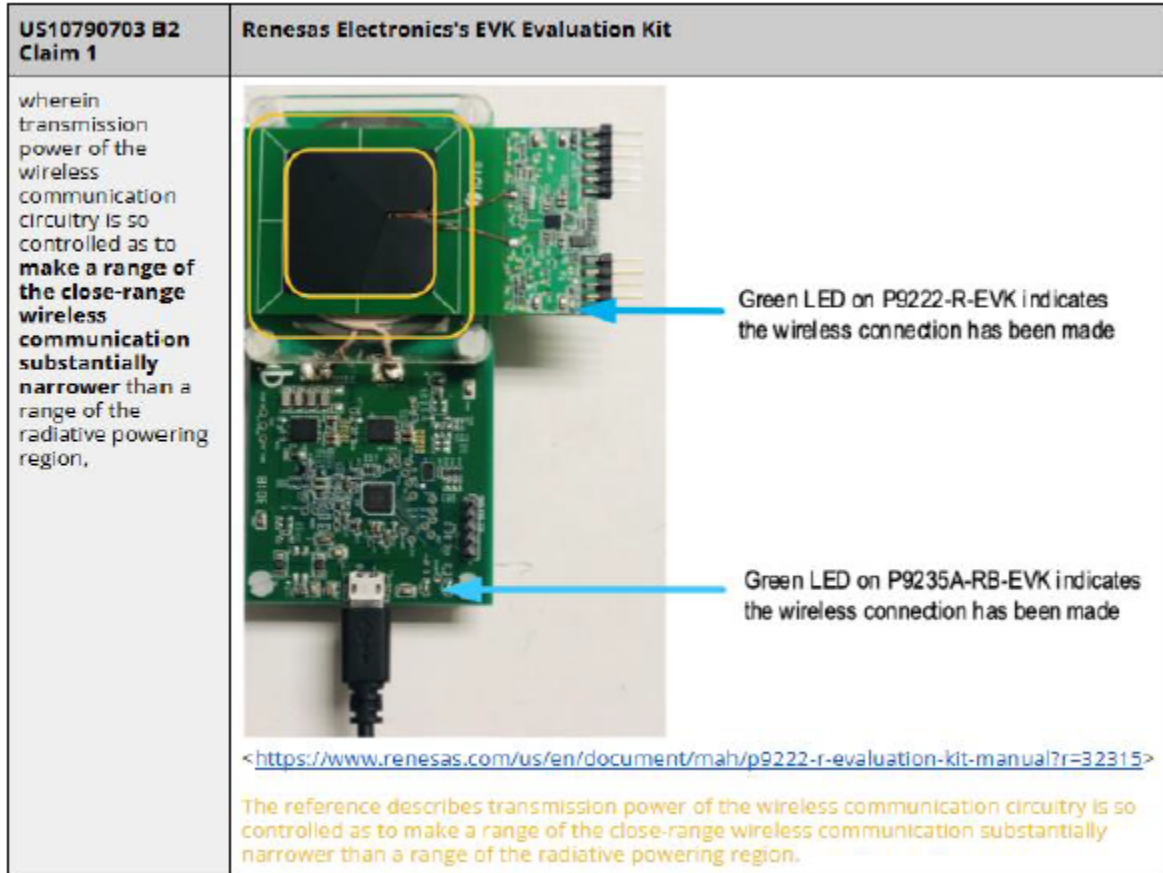 US10790703 B2
Claim 1
Renesas Electronics's EVK Evaluation Kit
wherein
transmission
power of the
wireless
communication
circuitry is so
controlled as to
make a range of
the close-range
wireless
communication
substantially
narrower than a
range of the
radiative powering
region,
Green LED on P9222-R-EVK indicates
the wireless connection has been made
Green LED on P9235A-RB-EVK indicates
the wireless connection has been made
<https://www.renesas.com/us/en/document/mah/p9222-r-evaluation-kit-manual?r=32315>
The reference describes transmission power of the wireless communication circuitry is so
controlled as to make a range of the close-range wireless communication substantially
narrower than a range of the radiative powering region.